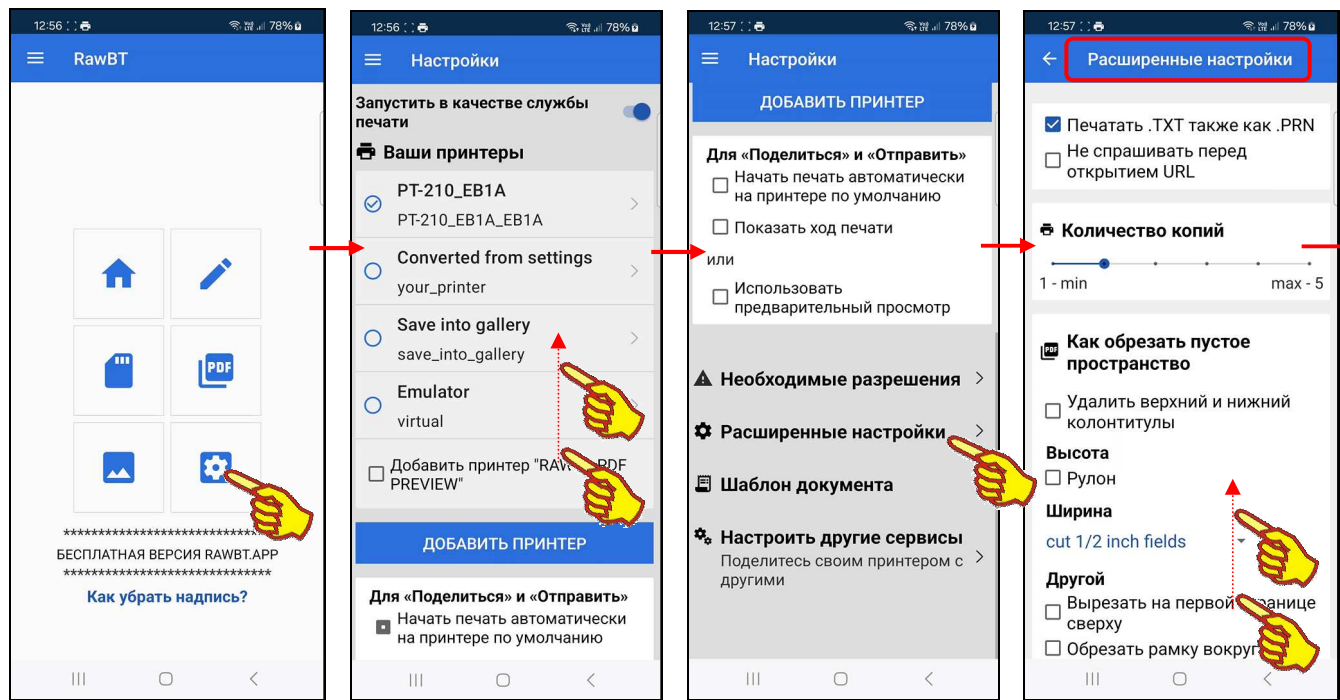 12:56
78%
RawBT
PDF
**********************************
БЕСПЛАТНАЯ ВЕРСИЯ RAWBT.APP
**********************************
Как убрать надпись?
12:56
78%
Настройки
Запустить в качестве службы
печати
Ваши принтеры
PT-210_EB1A
PT-210_EB1A_EB1A
Converted from settings
your_printer
Save into gallery
save_into_gallery
Emulator
virtual
Добавить принтер
PREVIEW"
ДОБАВИТЬ ПРИНТЕР
Для «Поделиться» и «Отправить»
Начать печать автоматически
на принтере по умолчанию
12:57
78%
Настройки
ДОБАВИТЬ ПРИНТЕР
Для «Поделиться» и «Отправить»
Начать печать автоматически
на принтере по умолчанию
Показать ход печати
или
Использовать
предварительный просмотр
Необходимые разрешения
Расширенные настройки
Шаблон документа
Настроить другие сервисы
Поделитесь своим принтером с
другими
12:57
78%
Расширенные настройки
Печатать .TXT также как .PRN
Не спрашивать перед
открытием URL
Количество копий
1 - min
max - 5
PDF
Как обрезать пустое
пространство
Удалить верхний и нижний
колонтитулы
Высота
Рулон
Ширина
cut 1/2 inch fields
Другой
Вырезать на первой
сверху
Обрезать рамку